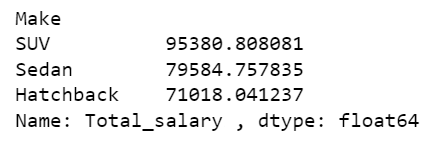 Make
SUV 95380.808081
Sedan 79584.757835
Hatchback 71018.041237
Name: Total_salary , dtype: float64